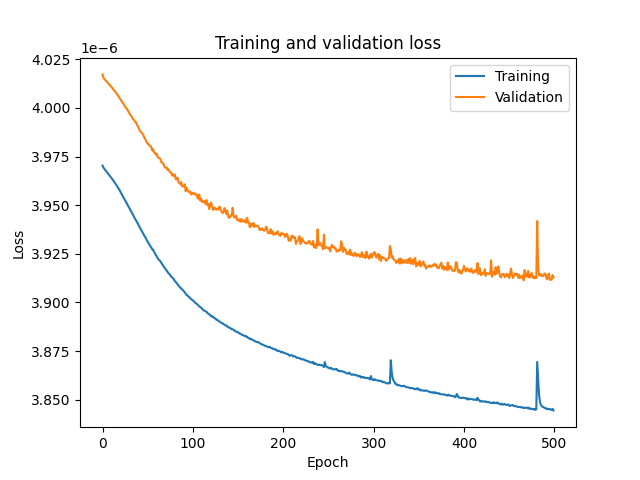 Training and validation loss
1e−6
4.025
4.000
3.975
3.950
3.925
3.900
3.875
3.850
Loss
Training
Validation
0
100
200
300
400
500
Epoch